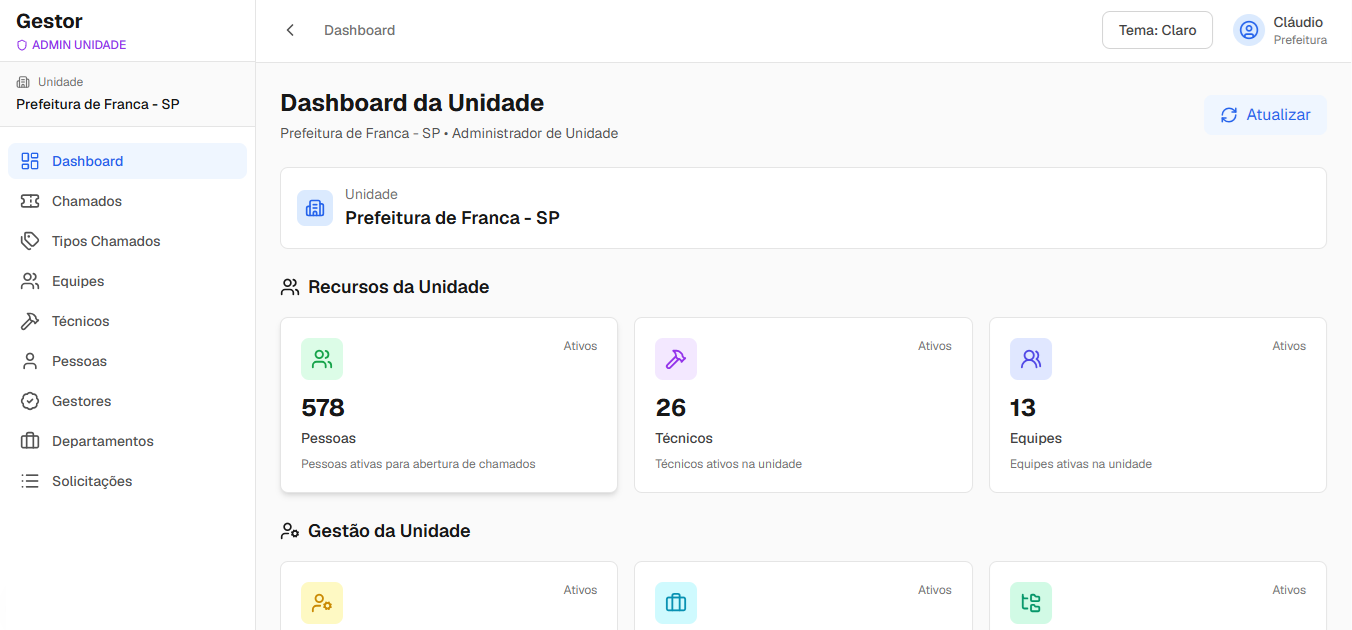 Gestor
ADMIN UNIDADE
Unidade
Prefeitura de Franca - SP
Dashboard
Chamados
Tipos Chamados
Equipes
Técnicos
Pessoas
Gestores
Departamentos
Solicitações
Dashboard
Tema: Claro
Cláudio
Prefeitura
Dashboard da Unidade
Prefeitura de Franca - SP • Administrador de Unidade
Atualizar
Unidade
Prefeitura de Franca - SP
Recursos da Unidade
Ativos
578
Pessoas
Pessoas ativas para abertura de chamados
Ativos
26
Técnicos
Técnicos ativos na unidade
Ativos
13
Equipes
Equipes ativas na unidade
Gestão da Unidade
Ativos
Ativos
Ativos